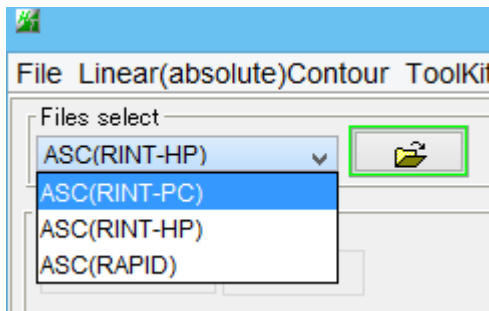 File Linear(absolute)Contour ToolKit
Files select
ASC(RINT-HP)
ASC(RINT-PC)
ASC(RINT-HP)
ASC(RAPID)